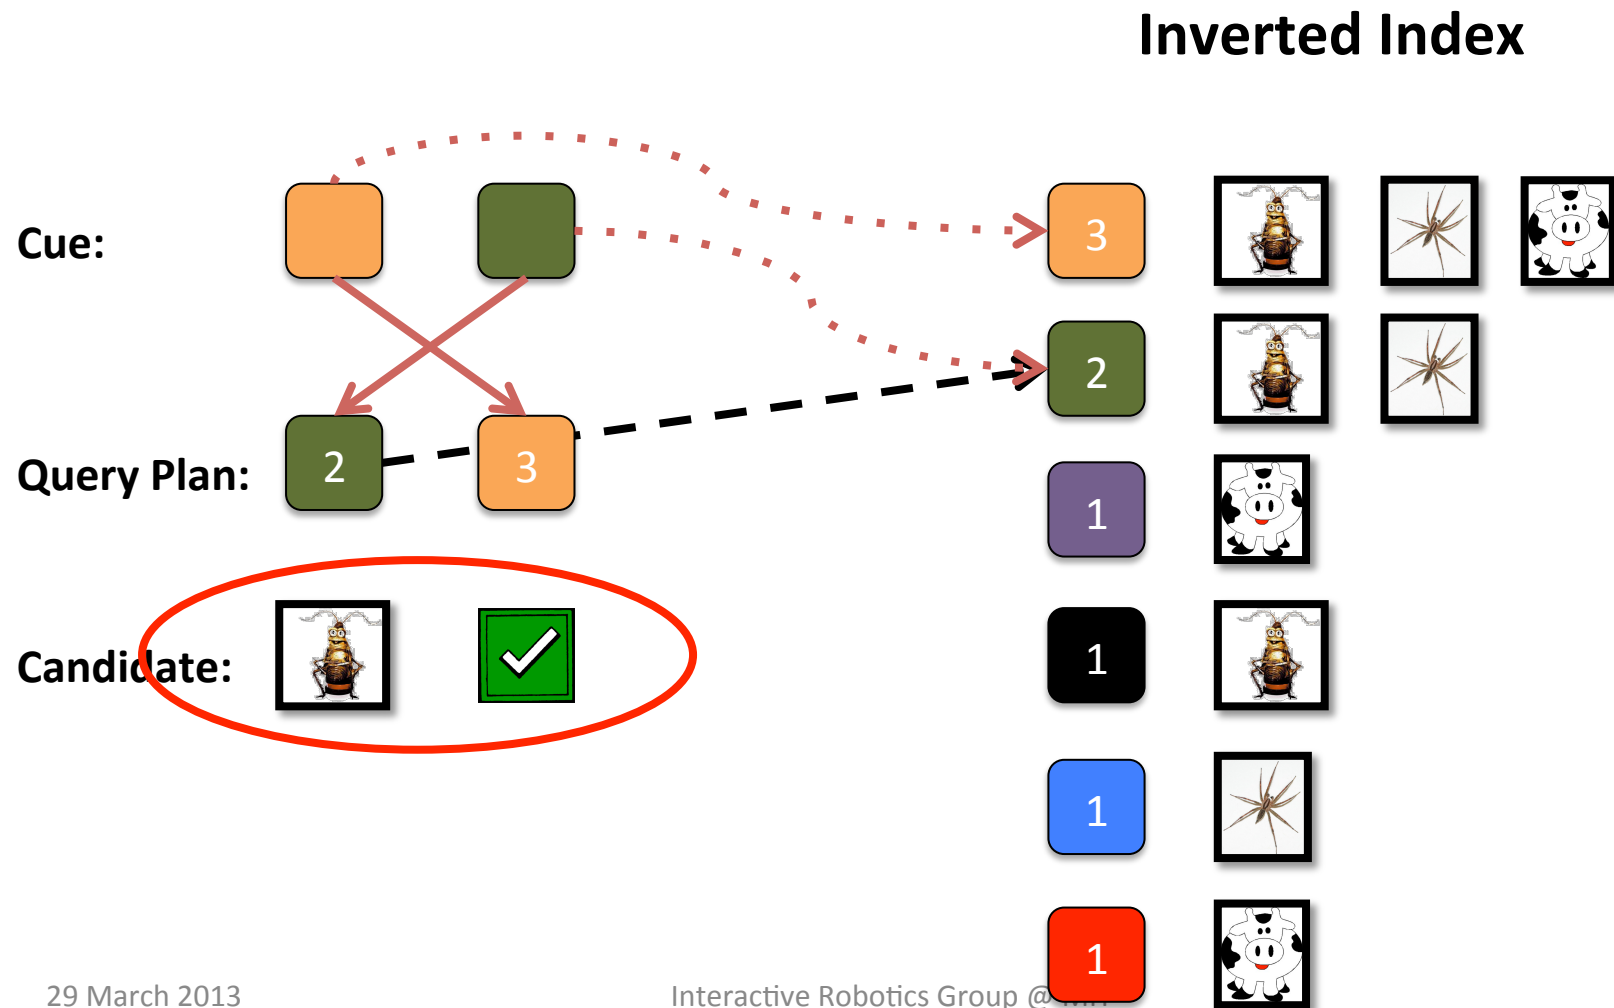 Inverted Index
Cue:
3
2
Query Plan:
2
3
1
Candidate:
1
1
1
29 March 2013
Interactive Robotics Group @